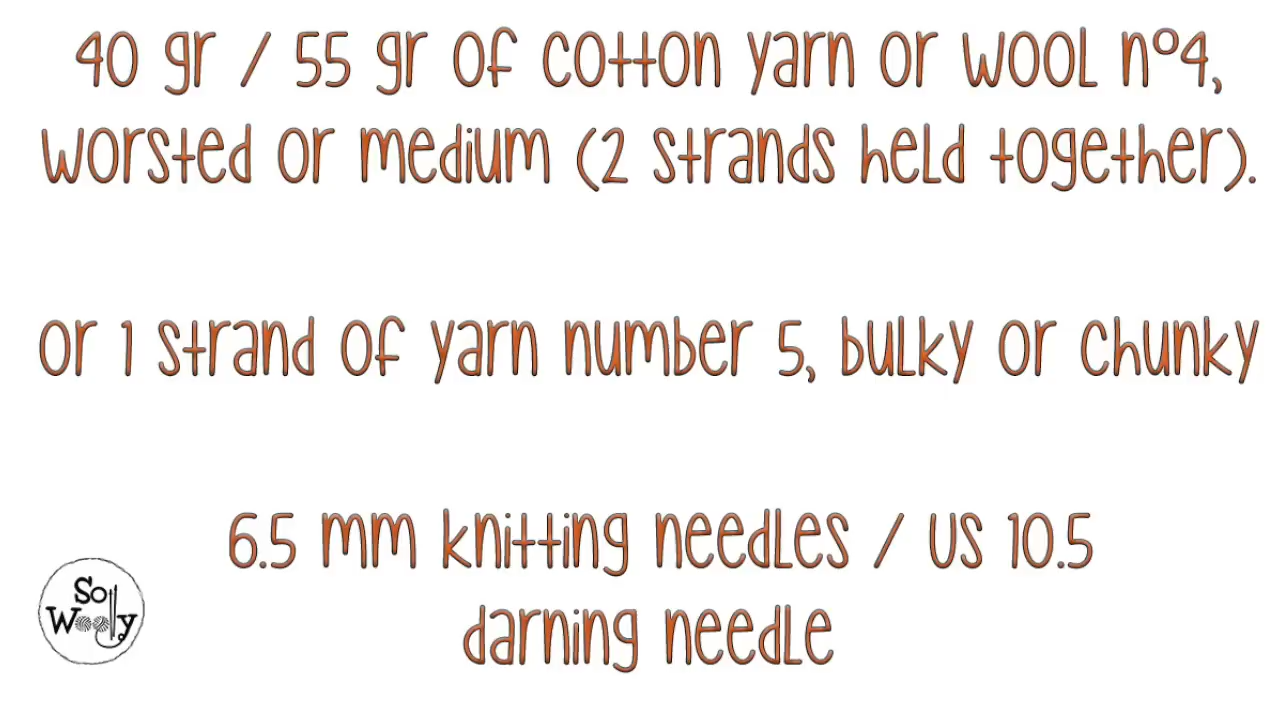 40 gr / 55 gr of cotton yarn or wool nº4,
worsted or medium (2 strands held together).
or 1 strand of yarn number 5, bulky or chunky
6.5 mm knitting needles / US 10.5
darning needle
So
Woolly